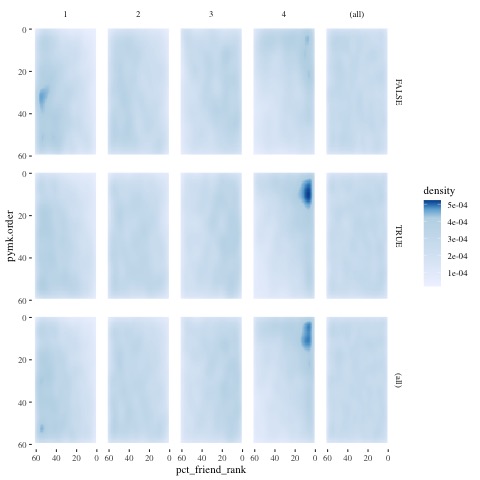 1 2 3 4 (all)
0
20
40
60
FALSE
0
20
40
60
TRUE
0
20
40
60
(all)
pymk.order
60 40 20 0 60 40 20 0 60 40 20 0 60 40 20 0 60 40 20 0
pct_friend_rank
density
5e-04
4e-04
3e-04
2e-04
1e-04